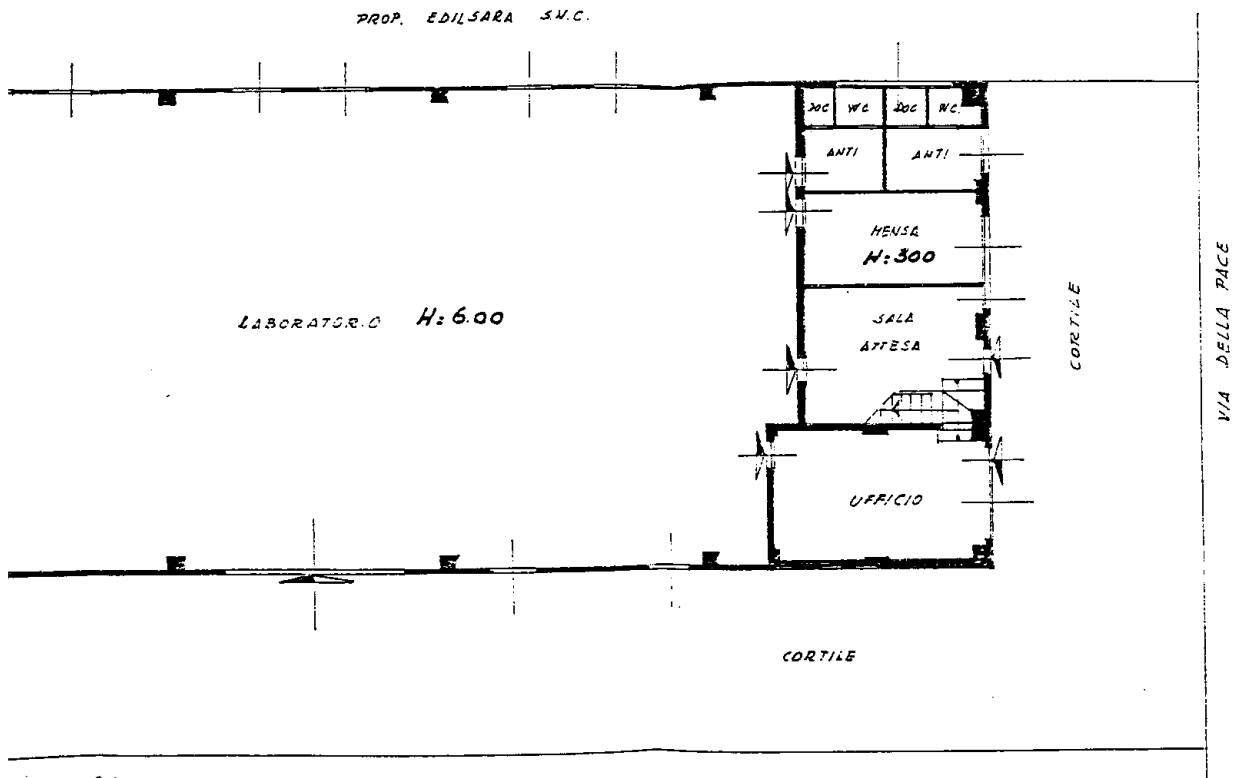 PROP. EDILSARA S.N.C.
DOC WC DOC WC.
ANTI ANTI
MENSA
H: 300
LABORATORIO H: 6.00
SALA
ATTESA
CORTILE
VIA DELLA PACE
UFFICIO
CORTILE